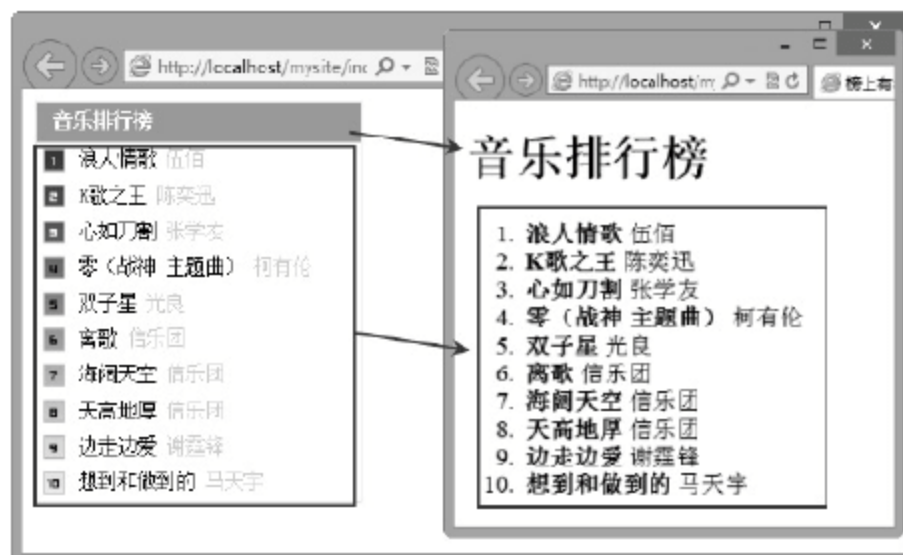 http://localhost/mysite/inc
音乐排行榜
1 浪人情歌 伍佰
2 K歌之王 陈奕迅
3 心如刀割 张学友
4 零（战神 主题曲） 柯有伦
5 双子星 光良
6 离歌 信乐团
7 海阔天空 信乐团
8 天高地厚 信乐团
9 边走边爱 谢霆锋
10 想到和做到的 马天宇
http://localhost/m
榜上有
音乐排行榜
1. 浪人情歌 伍佰
2. K歌之王 陈奕迅
3. 心如刀割 张学友
4. 零（战神 主题曲） 柯有伦
5. 双子星 光良
6. 离歌 信乐团
7. 海阔天空 信乐团
8. 天高地厚 信乐团
9. 边走边爱 谢霆锋
10. 想到和做到的 马天宇